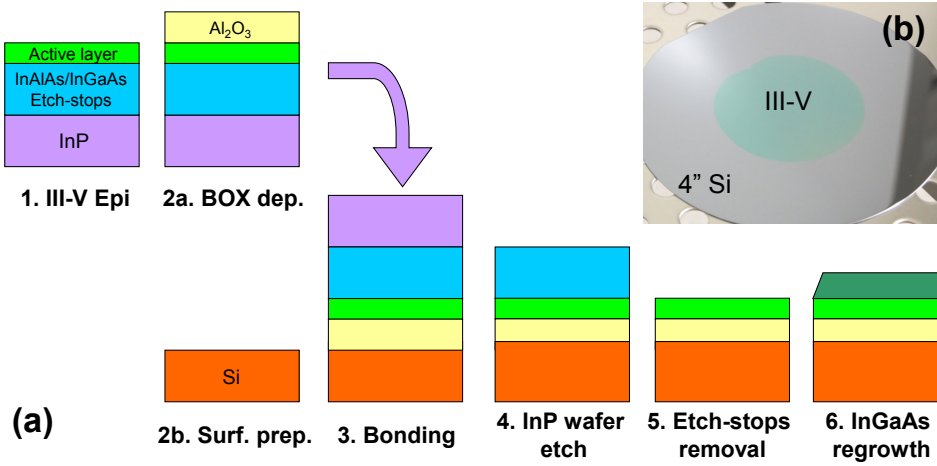 Al₂O₃
(b)
Active layer
InAlAs/InGaAs
Etch-stops
InP
III-V
4” Si
1. III-V Epi
2a. BOX dep.
Si
(a)
2b. Surf. prep.
3. Bonding
4. InP wafer
etch
5. Etch-stops
removal
6. InGaAs
regrowth